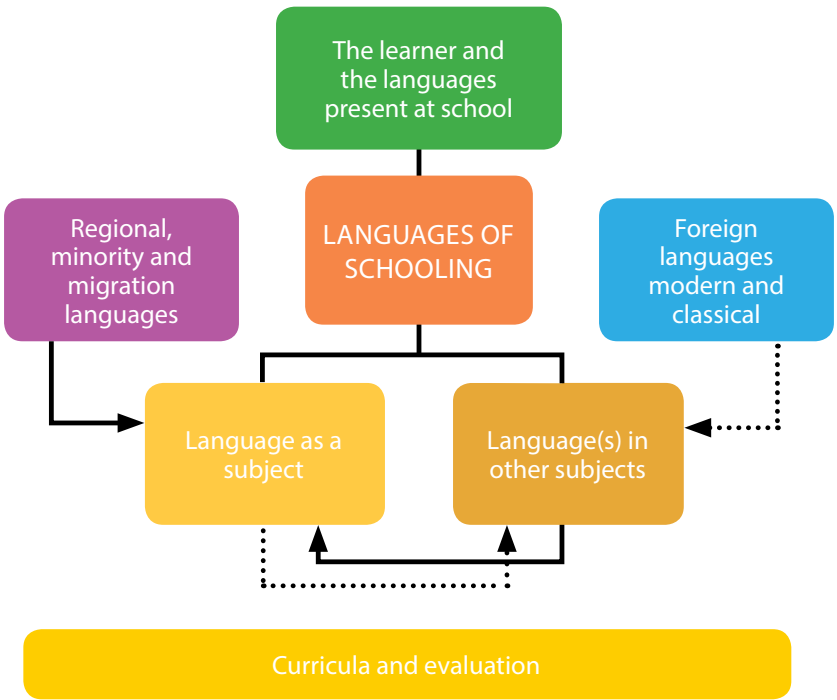 The learner and
the languages
present at school
LANGUAGES OF
SCHOOLING
Regional,
minority and
migration
languages
Foreign
languages
modern and
classical
Language as a
subject
Language(s) in
other subjects
Curricula and evaluation